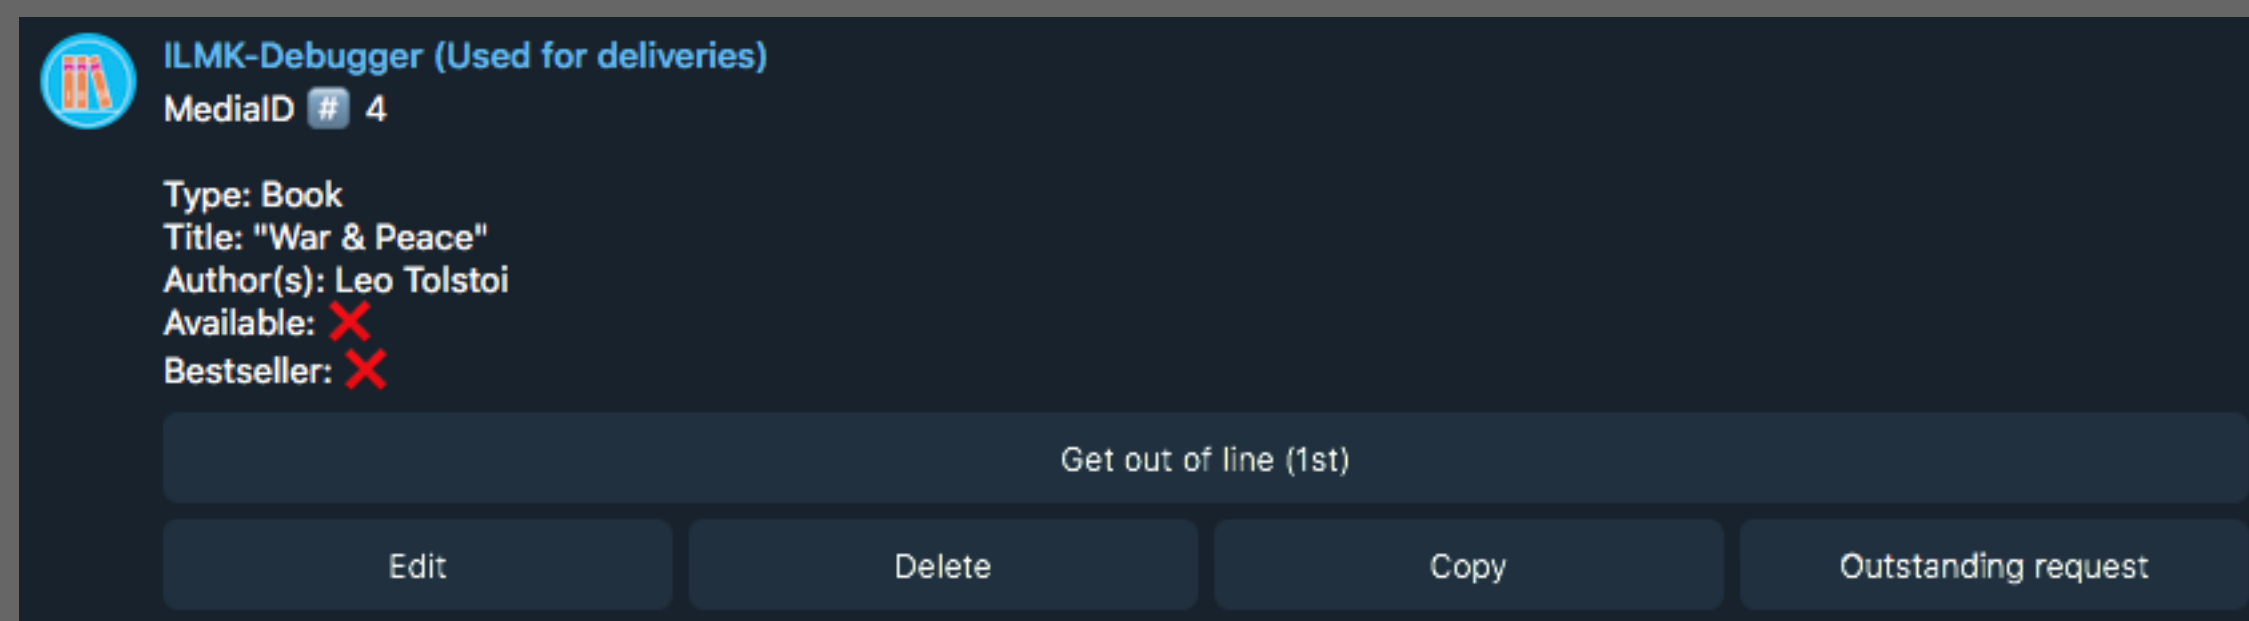 ILMK-Debugger (Used for deliveries)
MediaID #️⃣ 4
Type: Book
Title: "War & Peace"
Author(s): Leo Tolstoi
Available: ❌
Bestseller: ❌
Get out of line (1st)
Edit
Delete
Copy
Outstanding request